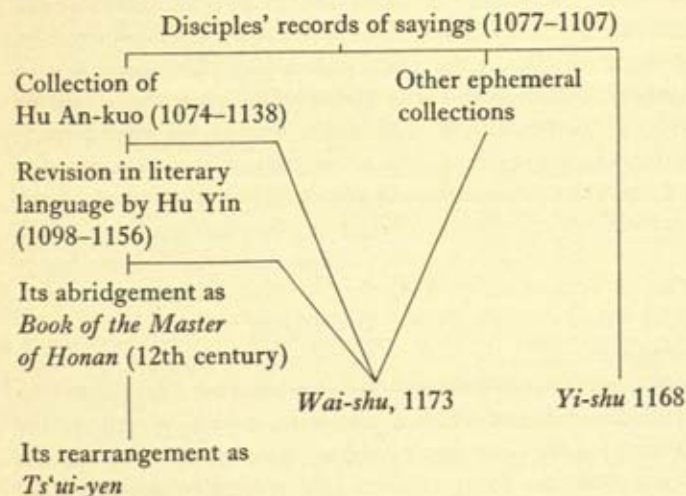 Disciples’ records of sayings (1077–1107)
Collection of
Hu An-kuo (1074–1138)
Other ephemeral
collections
Revision in literary
language by Hu Yin
(1098–1156)
Its abridgement as
Book of the Master
of Honan (12th century)
Wai-shu, 1173
Yi-shu 1168
Its rearrangement as
Ts‘ui-yen